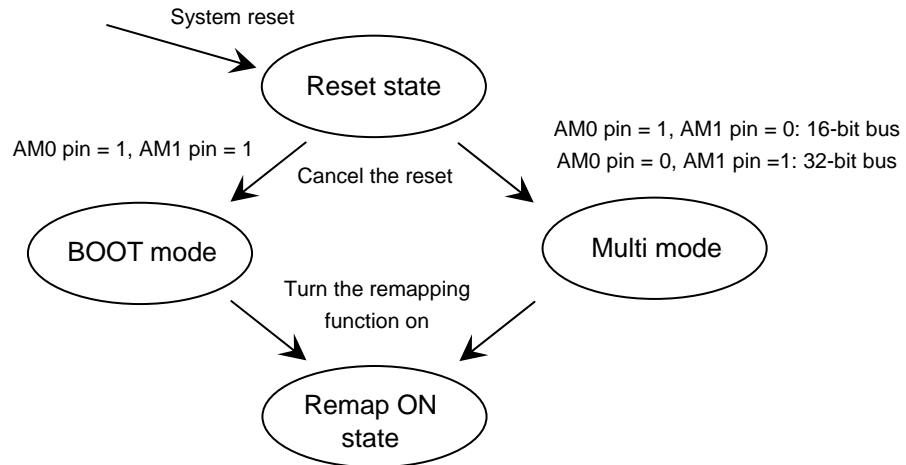 System reset
Reset state
AM0 pin = 1, AM1 pin = 0: 16-bit bus
AM0 pin = 1, AM1 pin = 1
AM0 pin = 0, AM1 pin =1: 32-bit bus
Cancel the reset
BOOT mode
Multi mode
Turn the remapping
function on
Remap ON
state